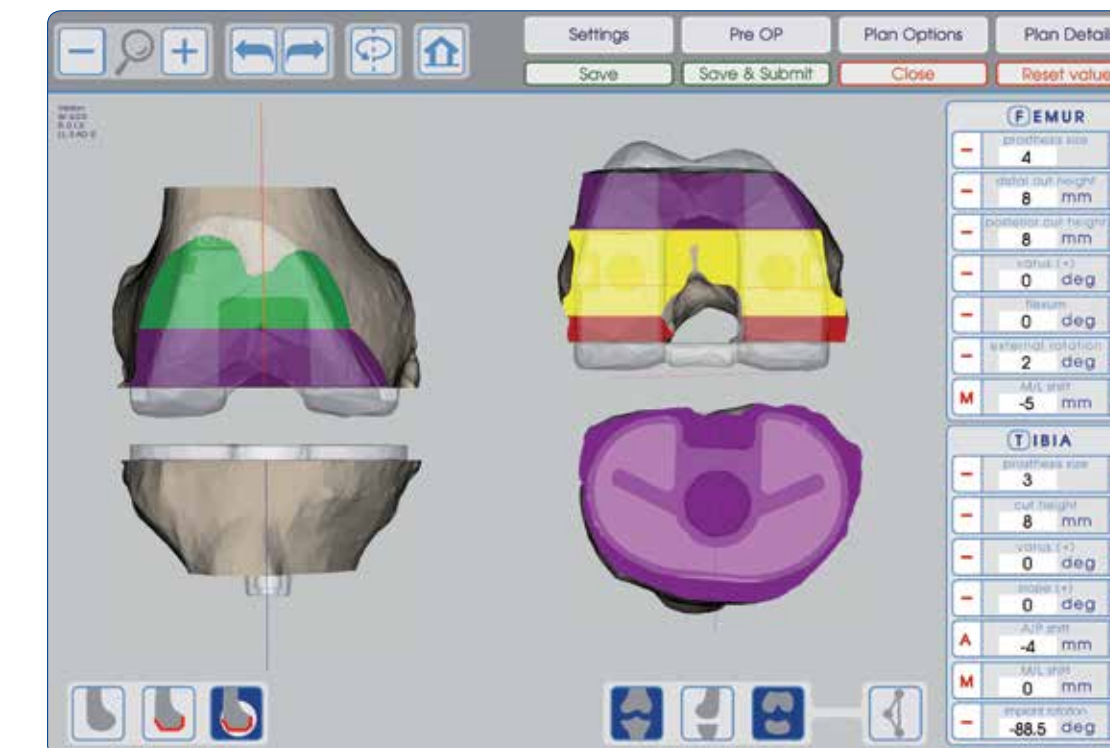 Settings
Pre OP
Plan Options
Plan Detail
Save
Save & Submit
Close
Reset value
FEMUR
prosthesis size
4
distal cut height
8 mm
posterior cut height
8 mm
varus (+)
0 deg
flexum
0 deg
external rotation
2 deg
M/L shift
M -5 mm
TIBIA
prosthesis size
3
cut height
8 mm
varus (+)
0 deg
slope (+)
0 deg
A/P shift
A -4 mm
M/L shift
M 0 mm
implant rotation
-88.5 deg